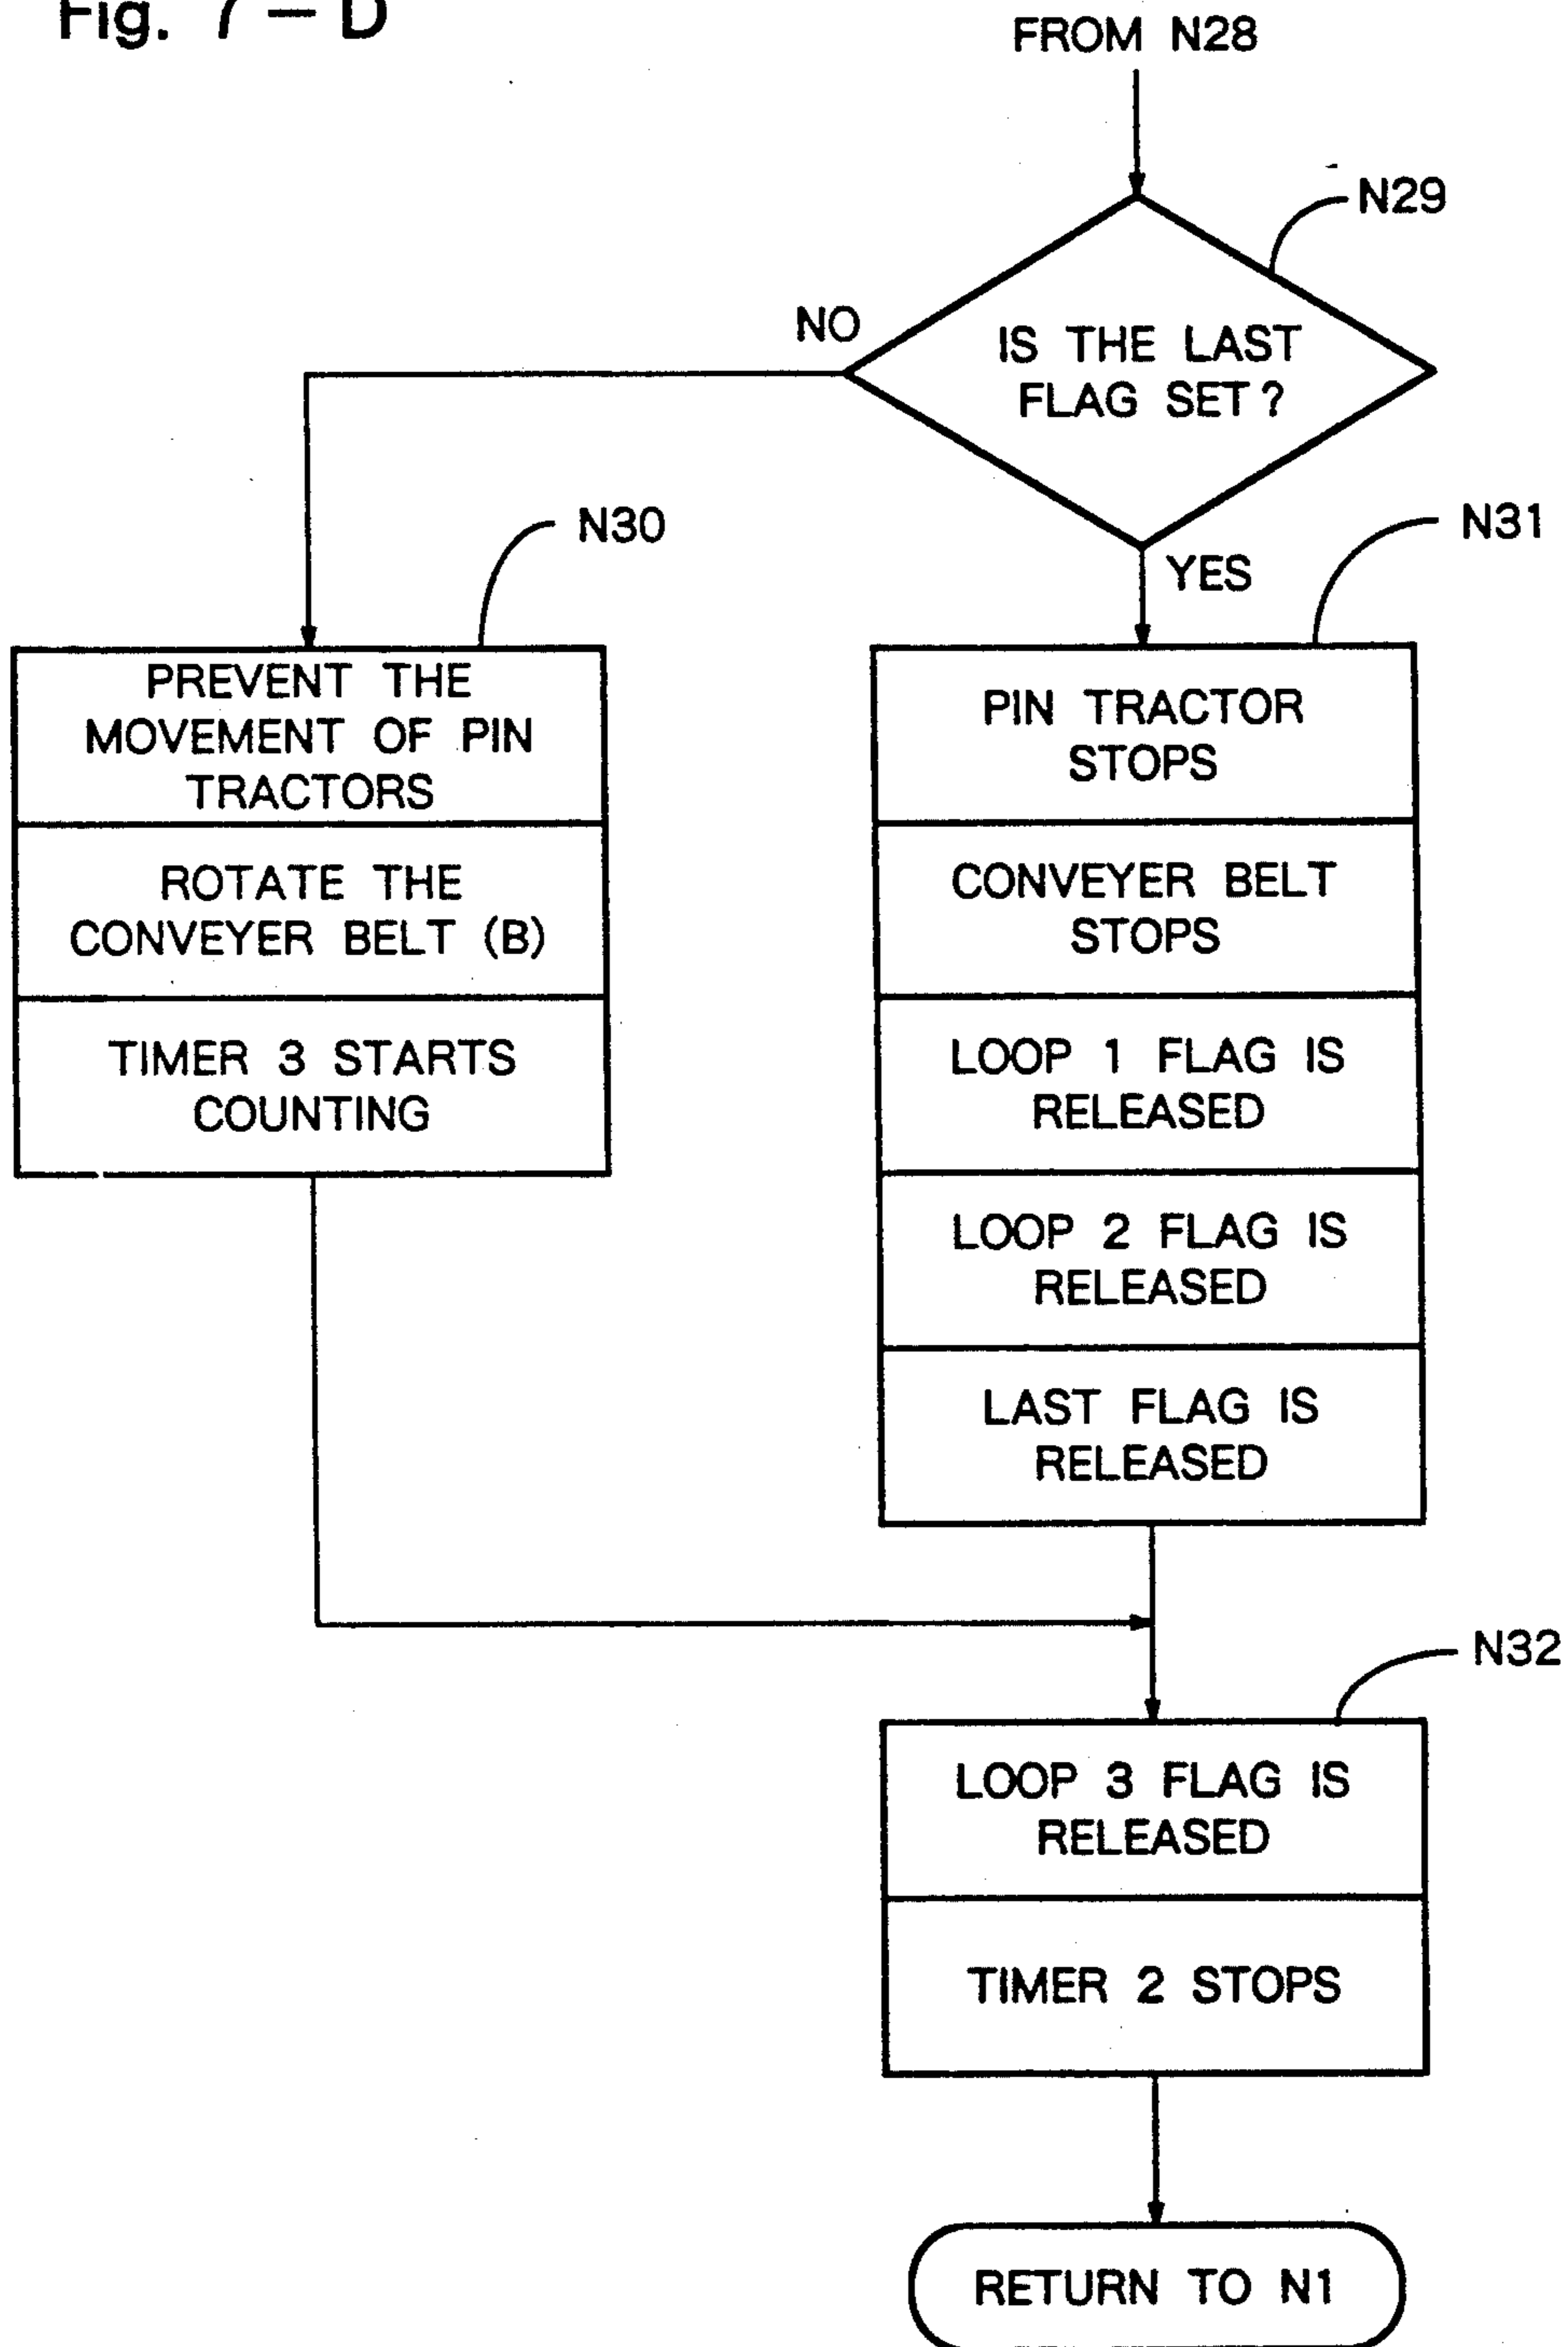 Fig. 7-D
FROM N28
N29
NO
IS THE LAST
FLAG SET?
YES
N30
PREVENT THE
MOVEMENT OF PIN
TRACTORS
ROTATE THE
CONVEYER BELT (B)
TIMER 3 STARTS
COUNTING
N31
PIN TRACTOR
STOPS
CONVEYER BELT
STOPS
LOOP 1 FLAG IS
RELEASED
LOOP 2 FLAG IS
RELEASED
LAST FLAG IS
RELEASED
N32
LOOP 3 FLAG IS
RELEASED
TIMER 2 STOPS
RETURN TO N1